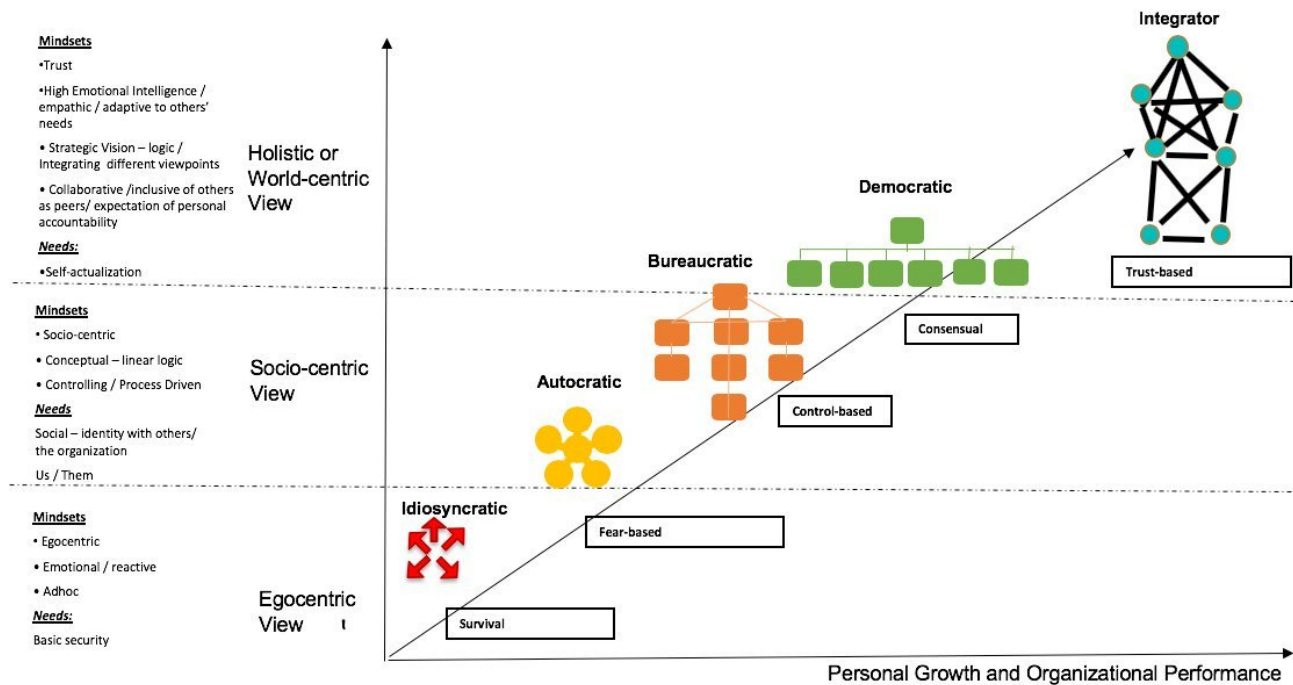 Integrator
Mindsets
•Trust
•High Emotional Intelligence /
empathic / adaptive to others'
needs
• Strategic Vision – logic /
Integrating different viewpoints
• Collaborative /inclusive of others
as peers/ expectation of personal
accountability
Needs:
•Self-actualization
Holistic or
World-centric
View
Democratic
Bureaucratic
Trust-based
Mindsets
• Socio-centric
• Conceptual – linear logic
• Controlling / Process Driven
Needs
Social – identity with others/
the organization
Us / Them
Socio-centric
View
Consensual
Autocratic
Control-based
Mindsets
• Egocentric
• Emotional / reactive
• Adhoc
Needs:
Basic security
Egocentric
View t
Idiosyncratic
Fear-based
Survival
Personal Growth and Organizational Performance